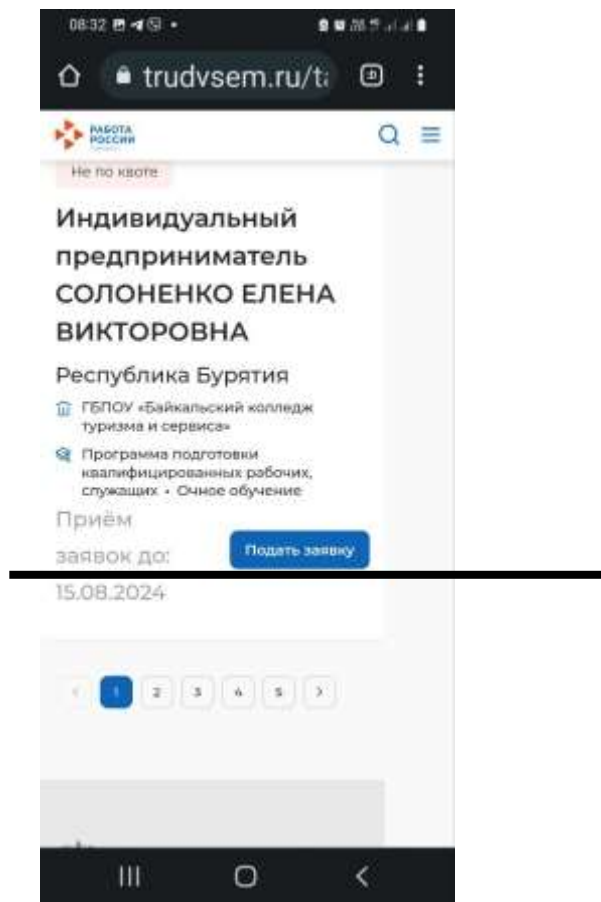 08:32
trudvsem.ru/ta
РАБОТА
РОССИИ
Не по квоте
Индивидуальный
предприниматель
СОЛОНЕНКО ЕЛЕНА
ВИКТОРОВНА
Республика Бурятия
ГБПОУ «Байкальский колледж
туризма и сервиса»
Программа подготовки
квалифицированных рабочих,
служащих • Очное обучение
Приём
заявок до:
15.08.2024
Подать заявку
1 2 3 4 5